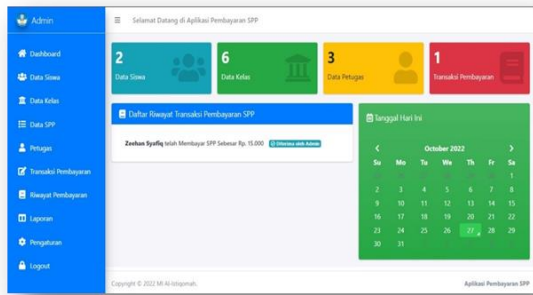 Admin
Selamat Datang di Aplikasi Pembayaran SPP
Dashboard
Data Siswa
Data Kelas
Data SPP
Petugas
Transaksi Pembayaran
Riwayat Pembayaran
Laporan
Pengaturan
Logout
2
Data Siswa
6
Data Kelas
3
Data Petugas
1
Transaksi Pembayaran
Daftar Riwayat Transaksi Pembayaran SPP
Zeehan Syafiq telah Membayar SPP Sebesar Rp. 15.000 Diterima oleh Admin
Tanggal Hari Ini
October 2022
Su Mo Tu We Th Fr Sa
1
2 3 4 5 6 7 8
9 10 11 12 13 14 15
16 17 18 19 20 21 22
23 24 25 26 27 28 29
30 31
Copyright © 2022 MI Al-Istiqomah.
Aplikasi Pembayaran SPP